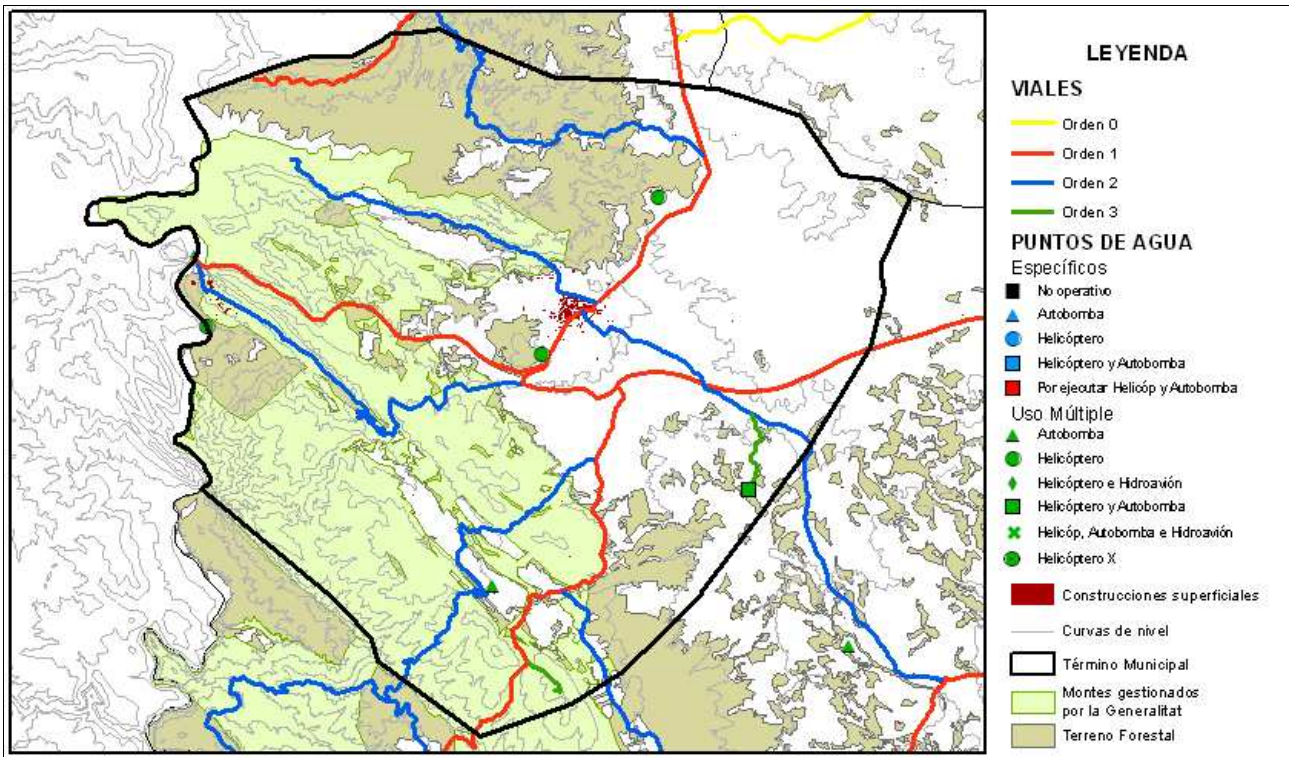 LEYENDA
VIALES
Orden 0
Orden 1
Orden 2
Orden 3
PUNTOS DE AGUA
Específicos
No operativo
Autobomba
Helicóptero
Helicóptero y Autobomba
Por ejecutar Helicóp y Autobomba
Uso Múltiple
Autobomba
Helicóptero
Helicóptero e Hidroavión
Helicóptero y Autobomba
Helicóp, Autobomba e Hidroavión
Helicóptero X
Construcciones superficiales
Curvas de nivel
Término Municipal
Montes gestionados
por la Generalitat
Terreno Forestal